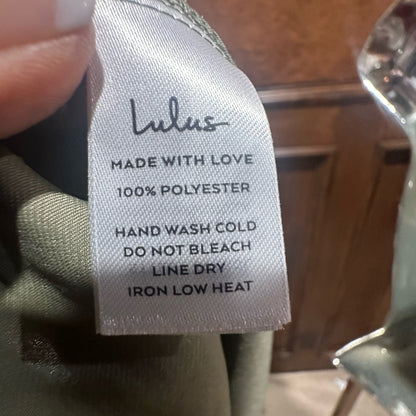 Lulus
MADE WITH LOVE
100% POLYESTER
HAND WASH COLD
DO NOT BLEACH
LINE DRY
IRON LOW HEAT